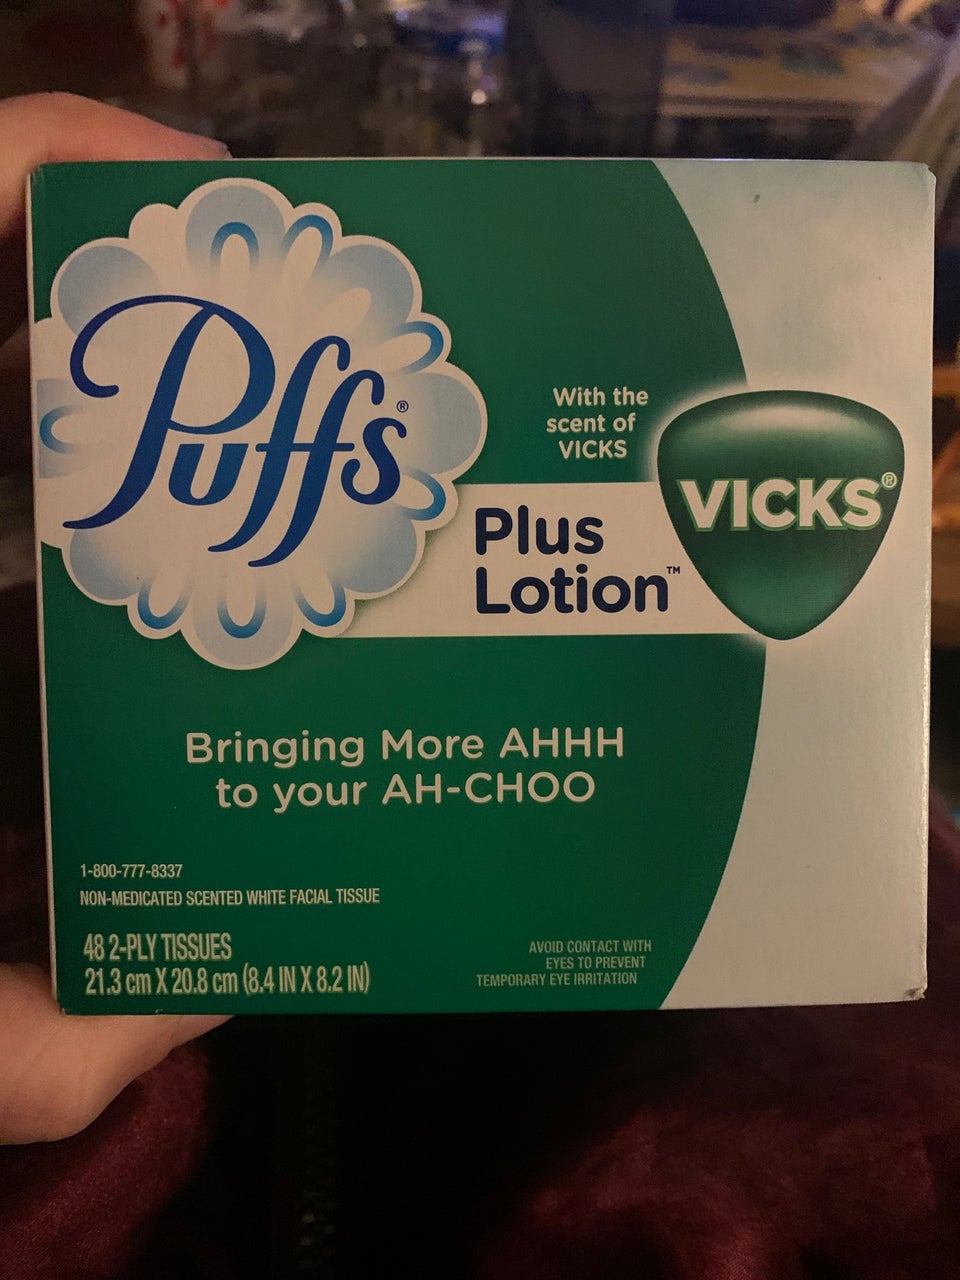 Puffs®
With the
scent of
VICKS
VICKS®
Plus
Lotion™
Bringing More AHHH
to your AH-CHOO
1-800-777-8337
NON-MEDICATED SCENTED WHITE FACIAL TISSUE
48 2-PLY TISSUES
21.3 cm X 20.8 cm (8.4 IN X 8.2 IN)
AVOID CONTACT WITH
EYES TO PREVENT
TEMPORARY EYE IRRITATION